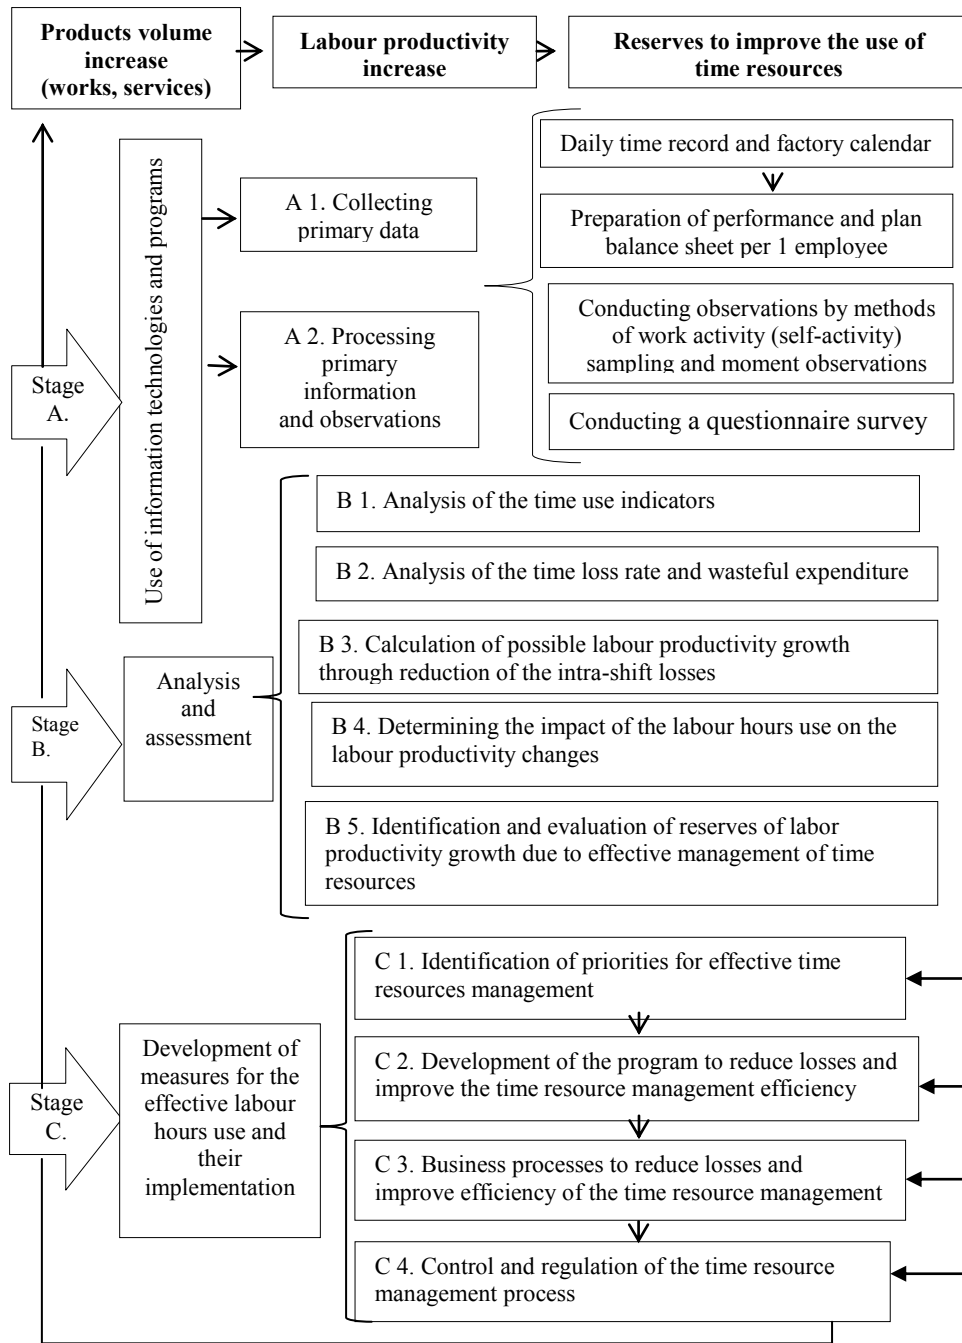 Products volume
increase
(works, services)
Labour productivity
increase
Reserves to improve the use of
time resources
Stage
A.
Use of information technologies and programs
A 1. Collecting
primary data
A 2. Processing
primary
information
and observations
Daily time record and factory calendar
Preparation of performance and plan
balance sheet per 1 employee
Conducting observations by methods
of work activity (self-activity)
sampling and moment observations
Conducting a questionnaire survey
Stage
B.
Analysis
and
assessment
B 1. Analysis of the time use indicators
B 2. Analysis of the time loss rate and wasteful expenditure
B 3. Calculation of possible labour productivity growth
through reduction of the intra-shift losses
B 4. Determining the impact of the labour hours use on the
labour productivity changes
B 5. Identification and evaluation of reserves of labor
productivity growth due to effective management of time
resources
Stage
C.
Development of
measures for the
effective labour
hours use and
their
implementation
C 1. Identification of priorities for effective time
resources management
C 2. Development of the program to reduce losses and
improve the time resource management efficiency
C 3. Business processes to reduce losses and
improve efficiency of the time resource management
C 4. Control and regulation of the time resource
management process